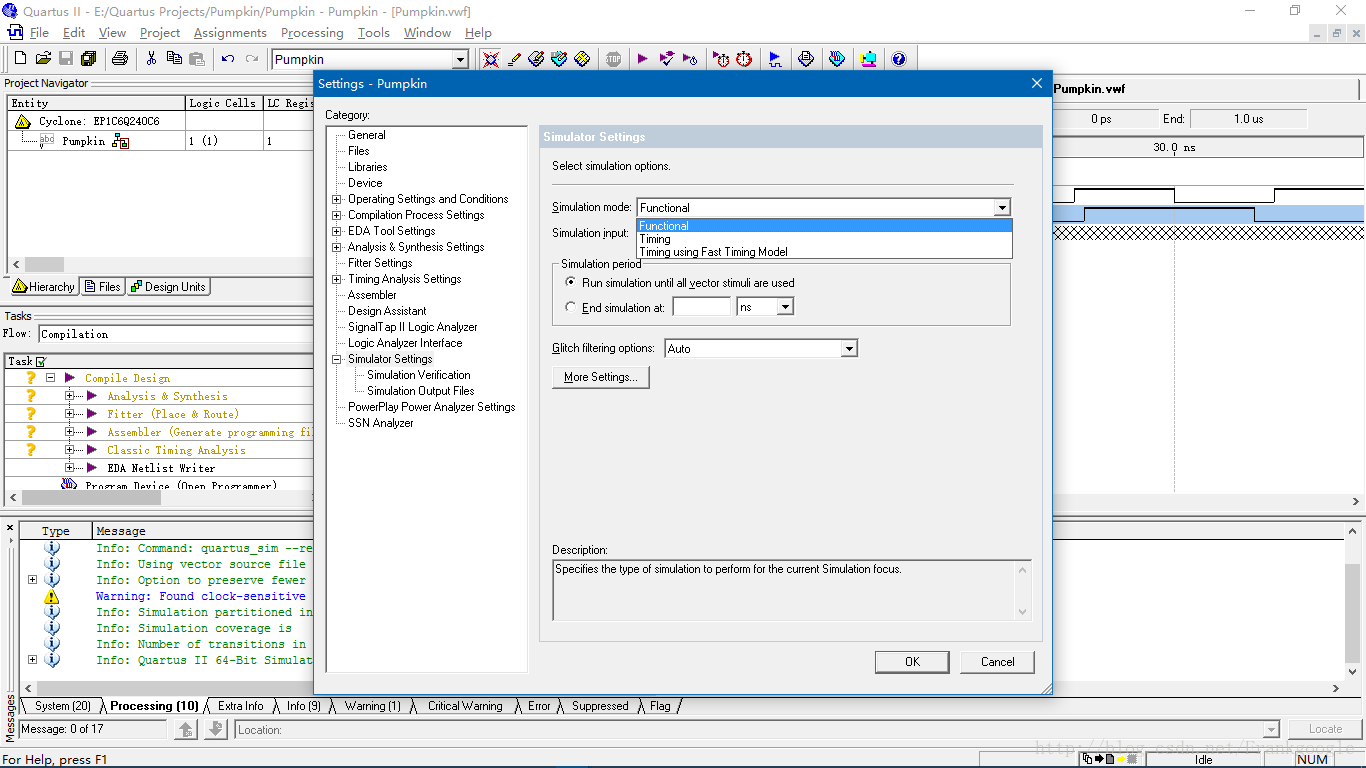 Quartus II - E:/Quartus Projects/Pumpkin/Pumpkin - Pumpkin - [Pumpkin.vwf]
File Edit View Project Assignments Processing Tools Window Help
Pumpkin
STOP
Project Navigator
Entity Logic Cells LC Regis
Cyclone: EP1C6Q240C6
abc Pumpkin 1 (1) 1
Hierarchy Files Design Units
Tasks
Flow: Compilation
Task
Compile Design
Analysis & Synthesis
Fitter (Place & Route)
Assembler (Generate programming fi
Classic Timing Analysis
EDA Netlist Writer
Program Device (Open Programmer)
Settings - Pumpkin
Category:
General
Files
Libraries
Device
Operating Settings and Conditions
Compilation Process Settings
EDA Tool Settings
Analysis & Synthesis Settings
Fitter Settings
Timing Analysis Settings
Assembler
Design Assistant
SignalTap II Logic Analyzer
Logic Analyzer Interface
Simulator Settings
Simulation Verification
Simulation Output Files
PowerPlay Power Analyzer Settings
SSN Analyzer
Simulator Settings
Select simulation options.
Simulation mode: Functional
Functional
Timing
Timing using Fast Timing Model
Simulation input:
Simulation period
Run simulation until all vector stimuli are used
End simulation at: ns
Glitch filtering options: Auto
More Settings...
Description:
Specifies the type of simulation to perform for the current Simulation focus.
OK Cancel
Pumpkin.vwf
0 ps End: 1.0 us
30.0 ns
Type Message
Info: Command: quartus_sim --re
Info: Using vector source file
Info: Option to preserve fewer
Warning: Found clock-sensitive
Info: Simulation partitioned in
Info: Simulation coverage is
Info: Number of transitions in
Info: Quartus II 64-Bit Simulat
Messages
System (20) Processing (10) Extra Info Info (9) Warning (1) Critical Warning Error Suppressed Flag
Message: 0 of 17 Location: Locate
http://blog.csdn.net/Frankgoogle
For Help, press F1 Idle NUM